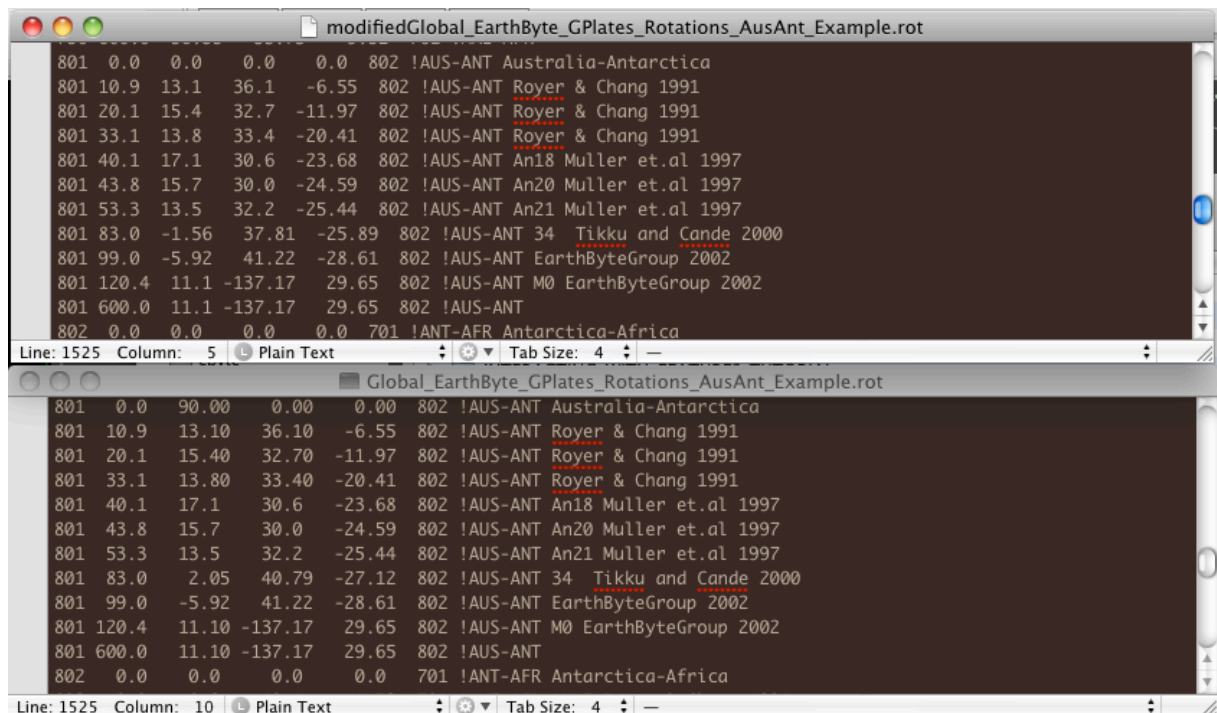 modifiedGlobal_EarthByte_GPlates_Rotations_AusAnt_Example.rot
801 0.0 0.0 0.0 0.0 802 !AUS-ANT Australia-Antarctica
801 10.9 13.1 36.1 -6.55 802 !AUS-ANT Royer & Chang 1991
801 20.1 15.4 32.7 -11.97 802 !AUS-ANT Royer & Chang 1991
801 33.1 13.8 33.4 -20.41 802 !AUS-ANT Royer & Chang 1991
801 40.1 17.1 30.6 -23.68 802 !AUS-ANT An18 Muller et.al 1997
801 43.8 15.7 30.0 -24.59 802 !AUS-ANT An20 Muller et.al 1997
801 53.3 13.5 32.2 -25.44 802 !AUS-ANT An21 Muller et.al 1997
801 83.0 -1.56 37.81 -25.89 802 !AUS-ANT 34 Tikku and Cande 2000
801 99.0 -5.92 41.22 -28.61 802 !AUS-ANT EarthByteGroup 2002
801 120.4 11.1 -137.17 29.65 802 !AUS-ANT M0 EarthByteGroup 2002
801 600.0 11.1 -137.17 29.65 802 !AUS-ANT
802 0.0 0.0 0.0 0.0 701 !ANT-AFR Antarctica-Africa
Line: 1525 Column: 5 L Plain Text Tab Size: 4 —
Global_EarthByte_GPlates_Rotations_AusAnt_Example.rot
801 0.0 90.00 0.00 0.00 802 !AUS-ANT Australia-Antarctica
801 10.9 13.10 36.10 -6.55 802 !AUS-ANT Royer & Chang 1991
801 20.1 15.40 32.70 -11.97 802 !AUS-ANT Royer & Chang 1991
801 33.1 13.80 33.40 -20.41 802 !AUS-ANT Royer & Chang 1991
801 40.1 17.1 30.6 -23.68 802 !AUS-ANT An18 Muller et.al 1997
801 43.8 15.7 30.0 -24.59 802 !AUS-ANT An20 Muller et.al 1997
801 53.3 13.5 32.2 -25.44 802 !AUS-ANT An21 Muller et.al 1997
801 83.0 2.05 40.79 -27.12 802 !AUS-ANT 34 Tikku and Cande 2000
801 99.0 -5.92 41.22 -28.61 802 !AUS-ANT EarthByteGroup 2002
801 120.4 11.10 -137.17 29.65 802 !AUS-ANT M0 EarthByteGroup 2002
801 600.0 11.10 -137.17 29.65 802 !AUS-ANT
802 0.0 0.0 0.0 0.0 701 !ANT-AFR Antarctica-Africa
Line: 1525 Column: 10 L Plain Text Tab Size: 4 —